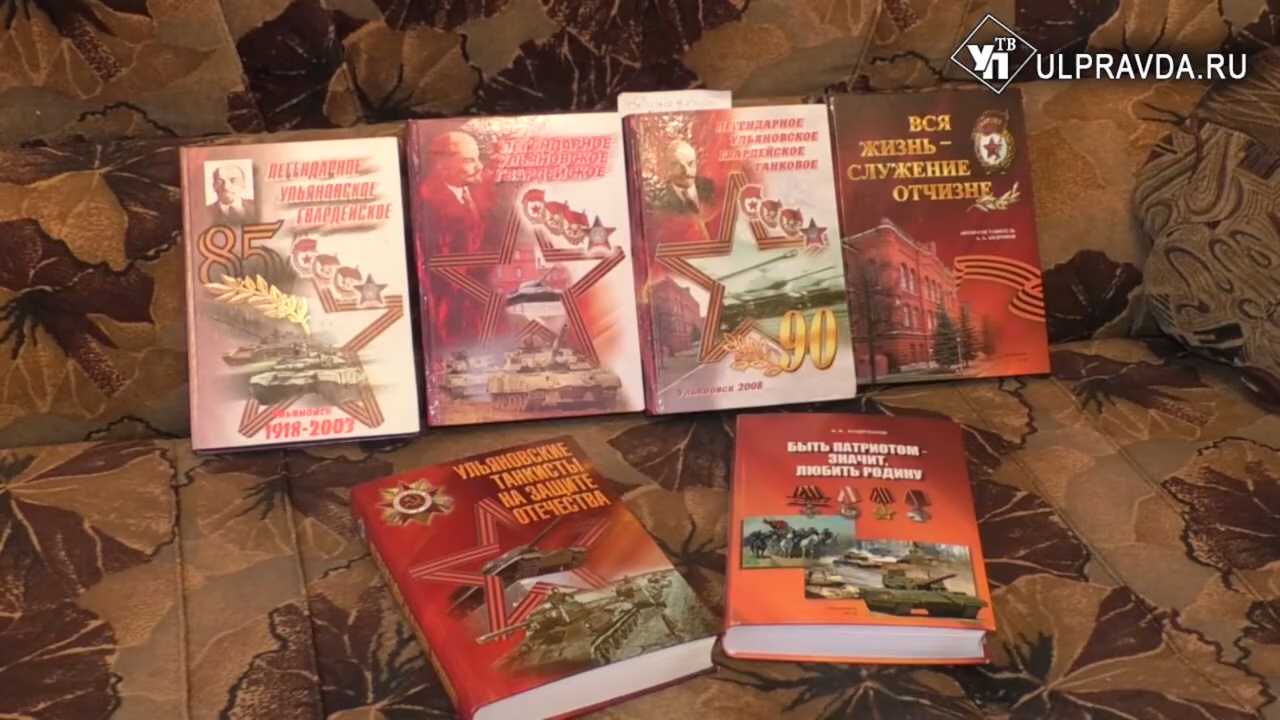 УП ТВ
ULPRAVDA.RU
85
ЛЕГЕНДАРНОЕ
УЛЬЯНОВСКОЕ
ГВАРДЕЙСКОЕ
Ульяновск
1918-2003
ЛЕГЕНДАРНОЕ
УЛЬЯНОВСКОЕ
ГВАРДЕЙСКОЕ
ЛЕГЕНДАРНОЕ
УЛЬЯНОВСКОЕ
ГВАРДЕЙСКОЕ
ТАНКОВОЕ
90
Ульяновск 2008
ВСЯ
ЖИЗНЬ –
СЛУЖЕНИЕ
ОТЧИЗНЕ
УЛЬЯНОВСКИЕ
ТАНКИСТЫ
НА ЗАЩИТЕ
ОТЕЧЕСТВА
БЫТЬ ПАТРИОТОМ -
ЗНАЧИТ,
ЛЮБИТЬ РОДИНУ